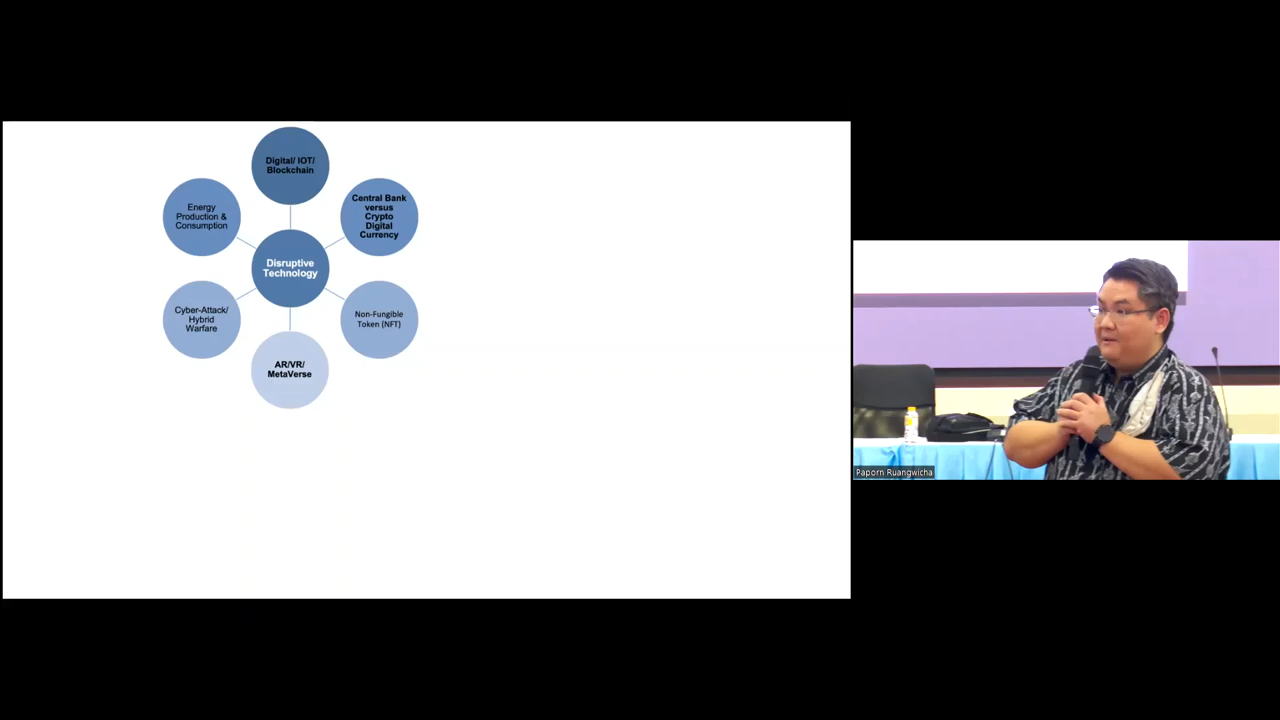 Digital/ IOT/
Blockchain
Energy
Production &
Consumption
Central Bank
versus
Crypto
Digital
Currency
Disruptive
Technology
Cyber-Attack/
Hybrid
Warfare
Non-Fungible
Token (NFT)
AR/VR/
MetaVerse
Paporn Ruangwicha